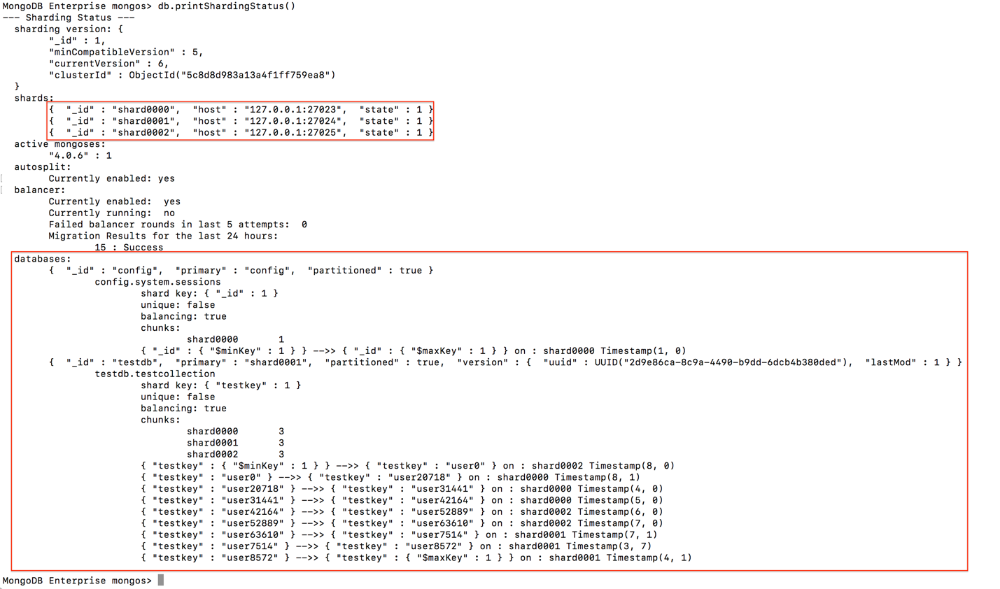 MongoDB Enterprise mongos> db.printShardingStatus()
--- Sharding Status ---
  sharding version: {
        "_id" : 1,
        "minCompatibleVersion" : 5,
        "currentVersion" : 6,
        "clusterId" : ObjectId("5c8d8d983a13a4f1ff759ea8")
  }
  shards:
        {  "_id" : "shard0000",  "host" : "127.0.0.1:27023",  "state" : 1 }
        {  "_id" : "shard0001",  "host" : "127.0.0.1:27024",  "state" : 1 }
        {  "_id" : "shard0002",  "host" : "127.0.0.1:27025",  "state" : 1 }
  active mongoses:
        "4.0.6" : 1
  autosplit:
        Currently enabled: yes
  balancer:
        Currently enabled:  yes
        Currently running:  no
        Failed balancer rounds in last 5 attempts:  0
        Migration Results for the last 24 hours:
                15 : Success
  databases:
        {  "_id" : "config",  "primary" : "config",  "partitioned" : true }
                config.system.sessions
                        shard key: { "_id" : 1 }
                        unique: false
                        balancing: true
                        chunks:
                                shard0000       1
                        { "_id" : { "$minKey" : 1 } } -->> { "_id" : { "$maxKey" : 1 } } on : shard0000 Timestamp(1, 0)
        {  "_id" : "testdb",  "primary" : "shard0001",  "partitioned" : true,  "version" : {  "uuid" : UUID("2d9e86ca-8c9a-4490-b9dd-6dcb4b380ded"),  "lastMod" : 1 } }
                testdb.testcollection
                        shard key: { "testkey" : 1 }
                        unique: false
                        balancing: true
                        chunks:
                                shard0000       3
                                shard0001       3
                                shard0002       3
                        { "testkey" : { "$minKey" : 1 } } -->> { "testkey" : "user0" } on : shard0002 Timestamp(8, 0)
                        { "testkey" : "user0" } -->> { "testkey" : "user20718" } on : shard0000 Timestamp(8, 1)
                        { "testkey" : "user20718" } -->> { "testkey" : "user31441" } on : shard0000 Timestamp(4, 0)
                        { "testkey" : "user31441" } -->> { "testkey" : "user42164" } on : shard0000 Timestamp(5, 0)
                        { "testkey" : "user42164" } -->> { "testkey" : "user52889" } on : shard0002 Timestamp(6, 0)
                        { "testkey" : "user52889" } -->> { "testkey" : "user63610" } on : shard0002 Timestamp(7, 0)
                        { "testkey" : "user63610" } -->> { "testkey" : "user7514" } on : shard0001 Timestamp(7, 1)
                        { "testkey" : "user7514" } -->> { "testkey" : "user8572" } on : shard0001 Timestamp(3, 7)
                        { "testkey" : "user8572" } -->> { "testkey" : { "$maxKey" : 1 } } on : shard0001 Timestamp(4, 1)
MongoDB Enterprise mongos>